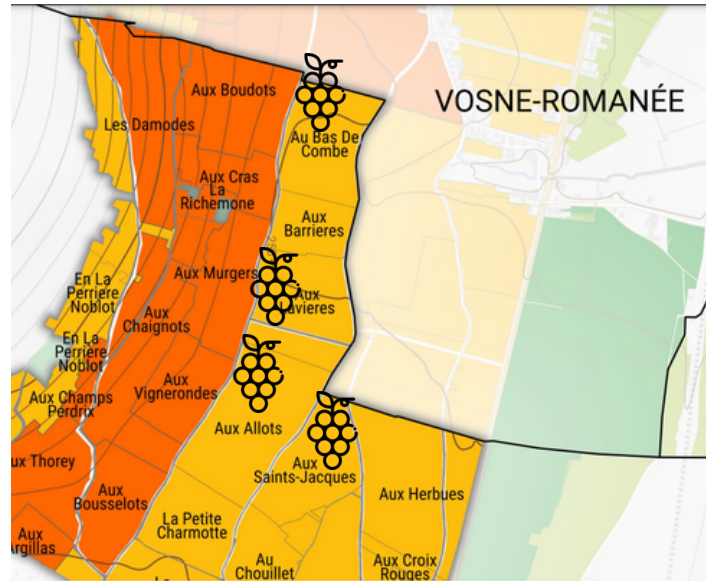 Aux Boudots
VOSNE-ROMANÉE
Les Damodes
Au Bas De
Combe
Aux Cras
La
Richemone
Aux
Barrieres
Aux Murgers
En La
Perriere
Noblot
Aux
Lavieres
Aux
Chaignots
En La
Perriere
Noblot
Aux
Vignerondes
Aux Champs
Perdrix
Aux Allots
Aux Thorey
Aux
Saints-Jacques
Aux
Bousselots
Aux Herbues
La Petite
Charmotte
Aux
Argillas
Au
Chouillet
Aux Croix
Rouges